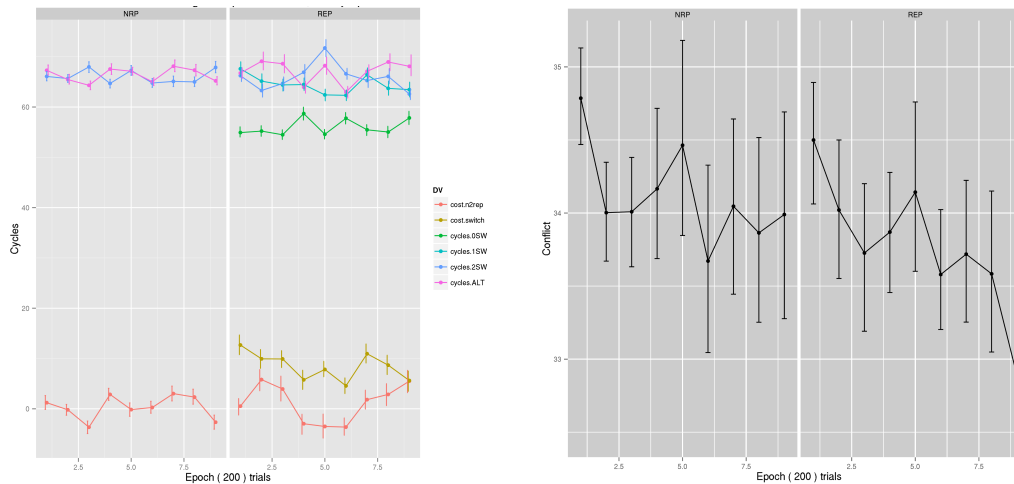 NRP
REP
60
40
20
0
Cycles
2.5
5.0
7.5
2.5
5.0
7.5
Epoch ( 200 ) trials
DV
cost.n2rep
cost.switch
cycles.0SW
cycles.1SW
cycles.2SW
cycles.ALT
NRP
REP
35
34
33
Conflict
2.5
5.0
7.5
2.5
5.0
7.5
Epoch ( 200 ) trials